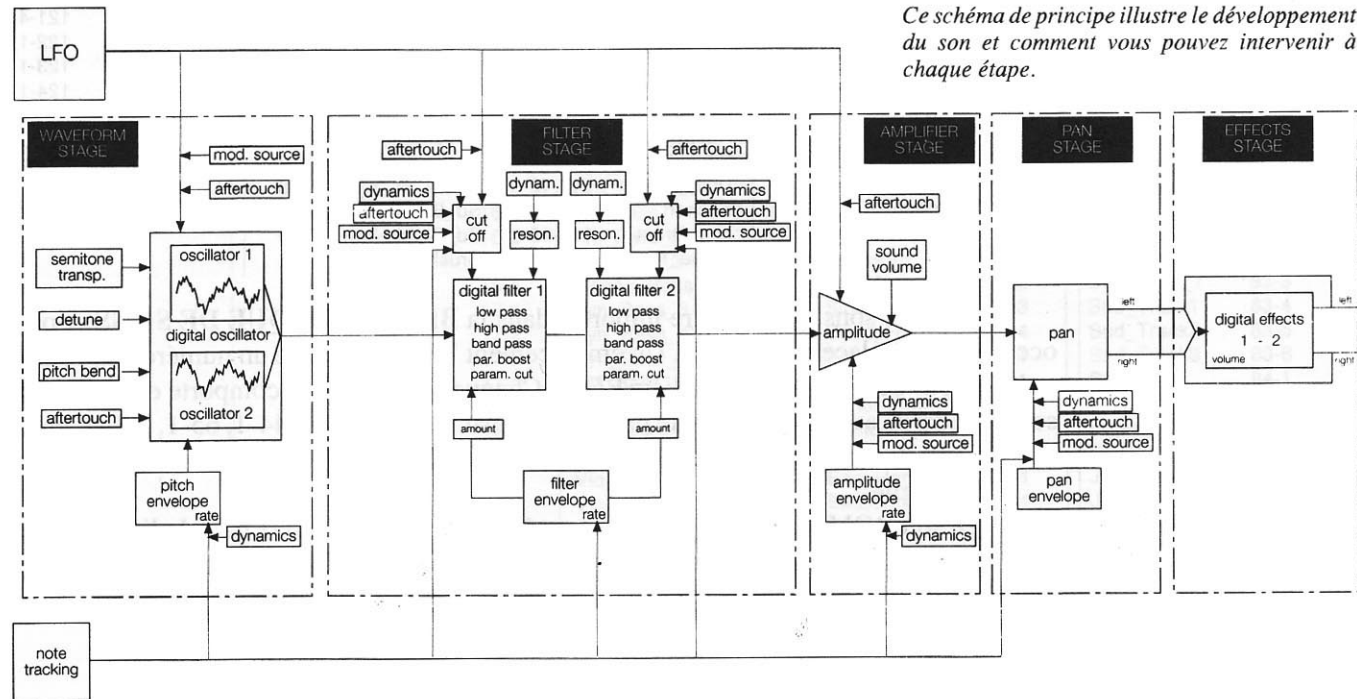 Ce schéma de principe illustre le développement
du son et comment vous pouvez intervenir à
chaque étape.
LFO
WAVEFORM
STAGE
mod. source
aftertouch
semitone
transp.
detune
pitch bend
aftertouch
oscillator 1
digital oscillator
oscillator 2
pitch
envelope
rate
dynamics
FILTER
STAGE
aftertouch
aftertouch
dynamics
aftertouch
mod. source
cut
off
dynam.
reson.
dynam.
reson.
cut
off
dynamics
aftertouch
mod. source
digital filter 1
low pass
high pass
band pass
par. boost
param. cut
digital filter 2
low pass
high pass
band pass
par. boost
param. cut
amount
amount
filter
envelope
rate
AMPLIFIER
STAGE
aftertouch
sound
volume
amplitude
dynamics
aftertouch
mod. source
amplitude
envelope
rate
dynamics
PAN
STAGE
pan
left
right
dynamics
aftertouch
mod. source
pan
envelope
EFFECTS
STAGE
digital effects
1 - 2
volume
left
right
note
tracking